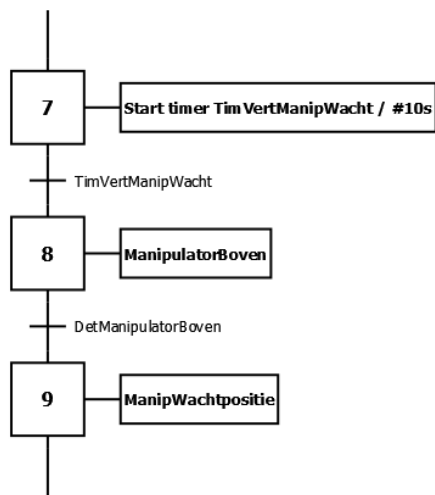 7
Start timer TimVertManipWacht / #10s
TimVertManipWacht
8
ManipulatorBoven
DetManipulatorBoven
9
ManipWachtpositie